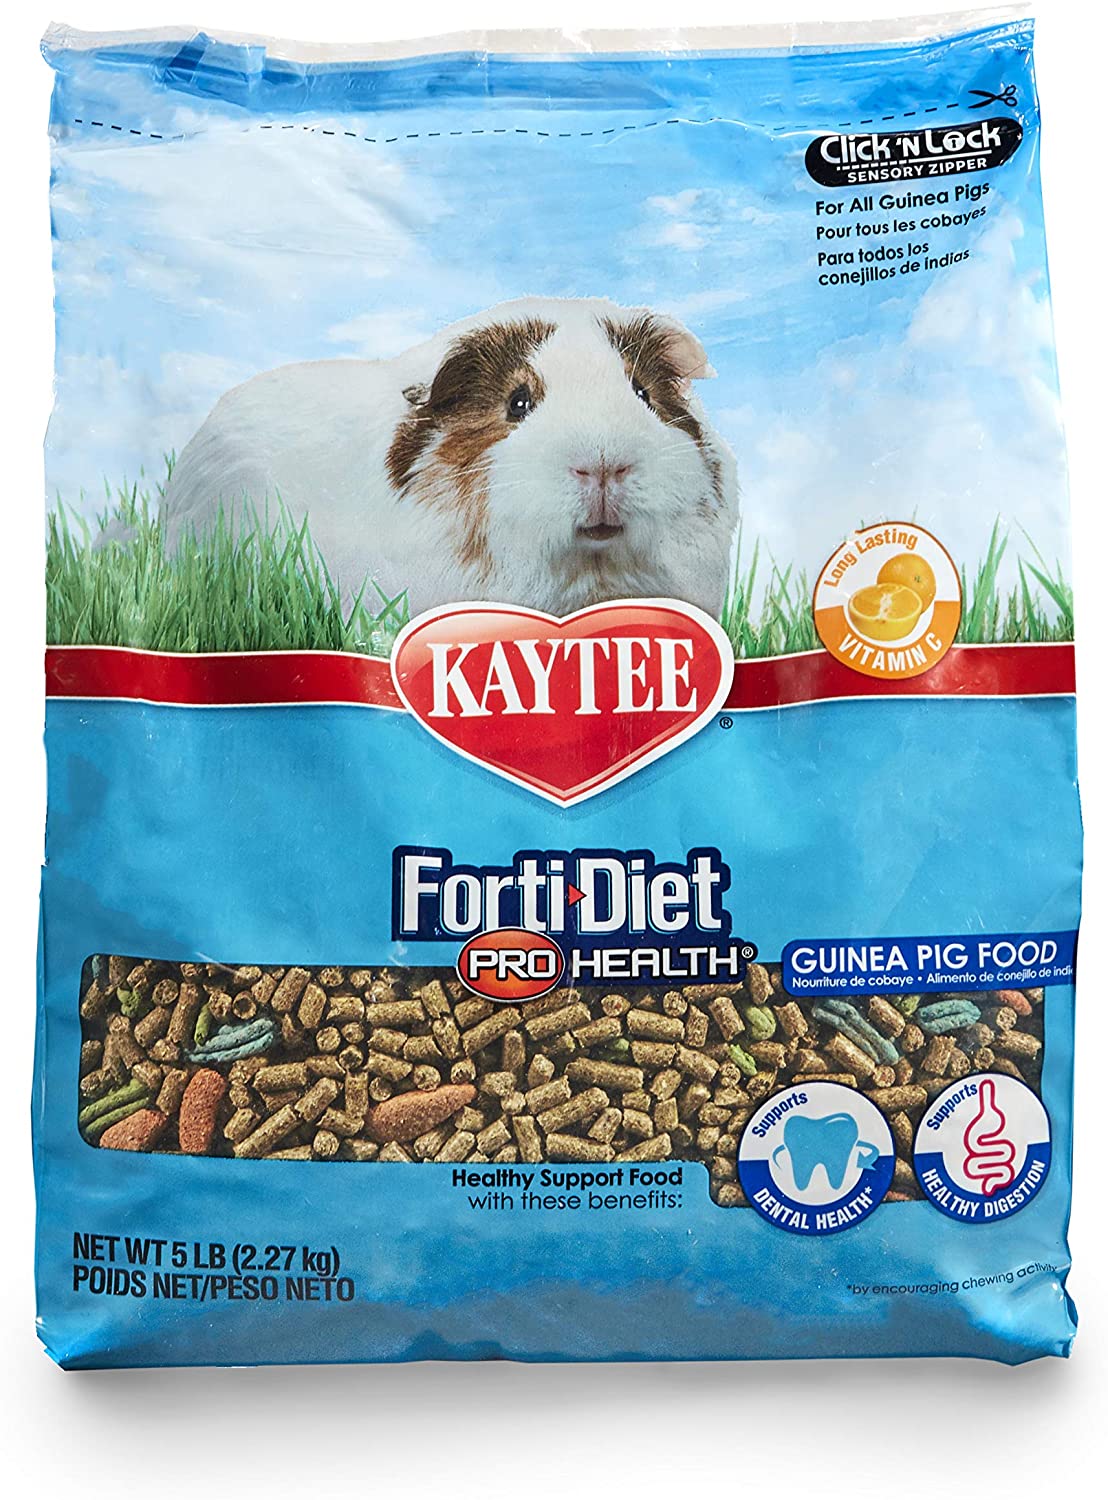 Click 'N Lock
SENSORY ZIPPER
For All Guinea Pigs
Pour tous les cobayes
Para todos los
conejillos de Indias
Long Lasting
VITAMIN C
KAYTEE®
Forti-Diet
PRO HEALTH®
GUINEA PIG FOOD
Nourriture de cobaye • Alimento de conejillo de indi
Supports
DENTAL HEALTH*
Supports
HEALTHY DIGESTION
Healthy Support Food
with these benefits:
NET WT 5 LB (2.27 kg)
POIDS NET/PESO NETO
*by encouraging chewing activity